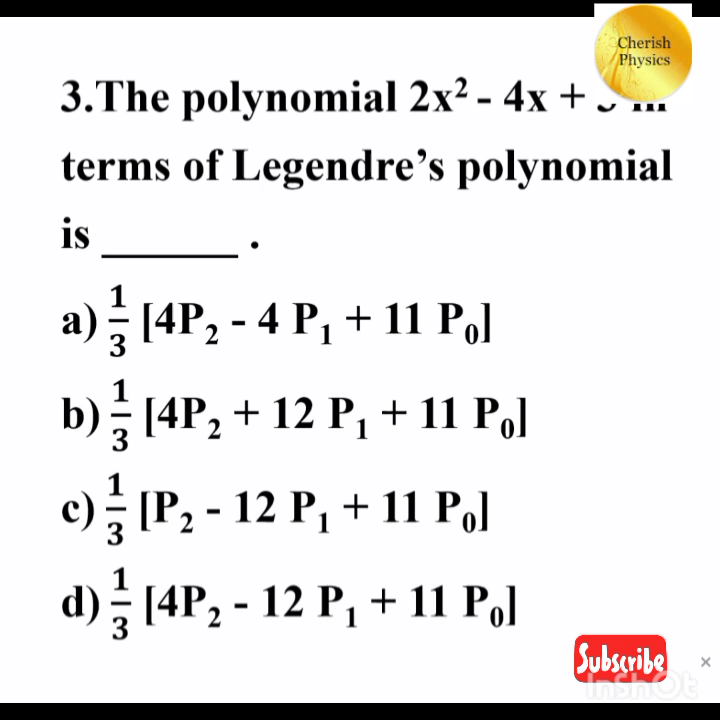 Cherish
Physics
3.The polynomial 2x² - 4x +
terms of Legendre’s polynomial
is ______ .
a) 1/3 [4P₂ - 4 P₁ + 11 P₀]
b) 1/3 [4P₂ + 12 P₁ + 11 P₀]
c) 1/3 [P₂ - 12 P₁ + 11 P₀]
d) 1/3 [4P₂ - 12 P₁ + 11 P₀]
Subscribe
InShOt